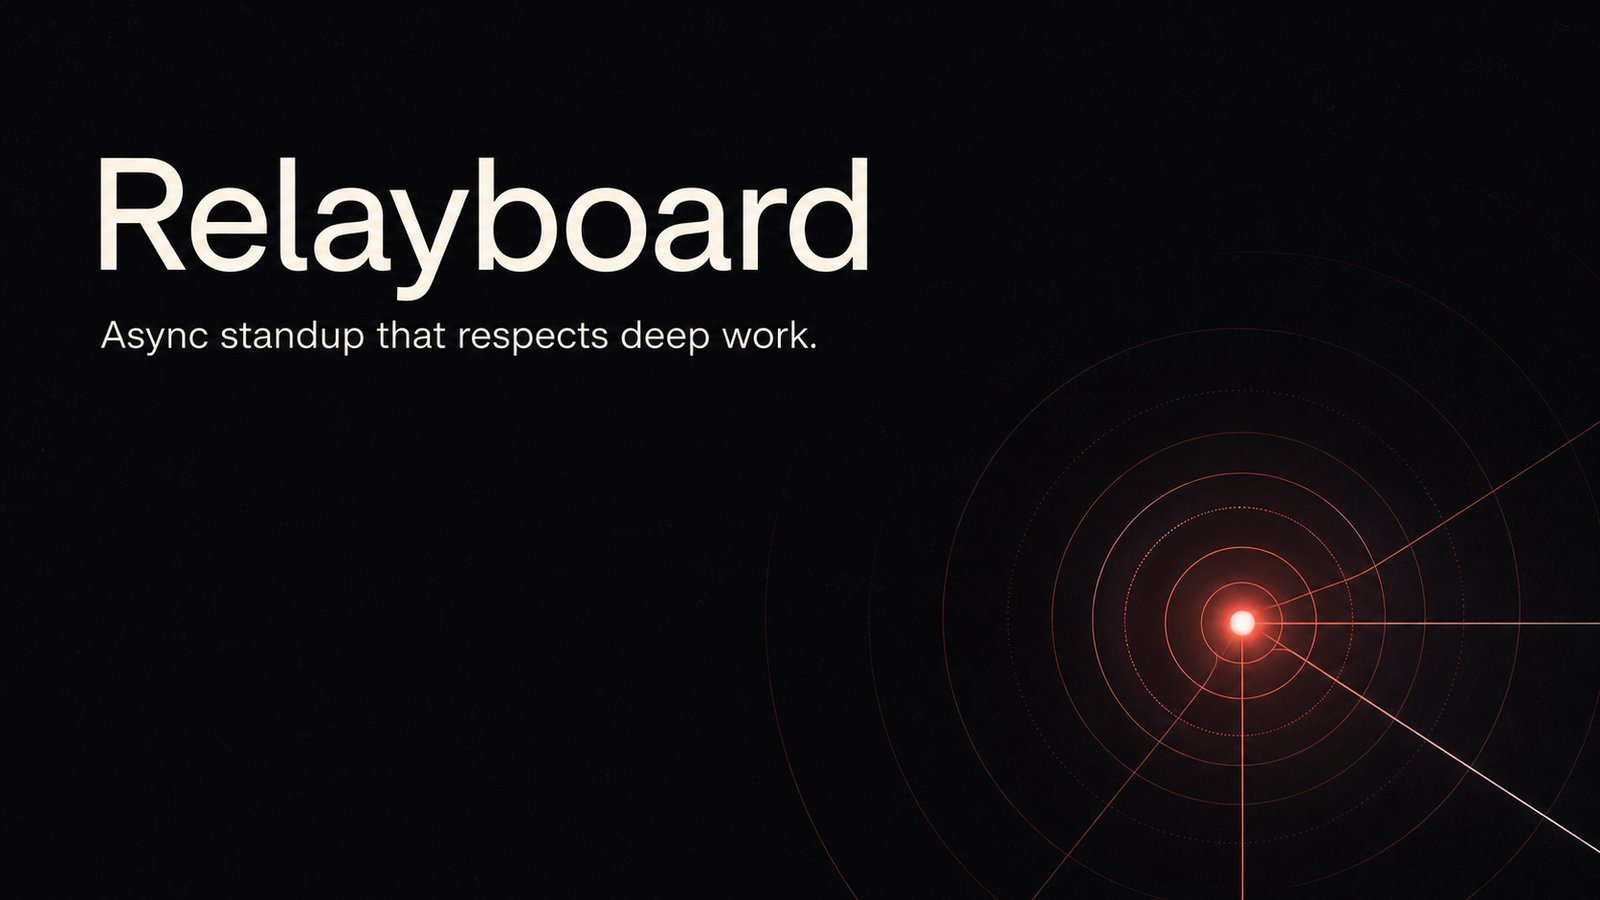 Relayboard
Async standup that respects deep work.